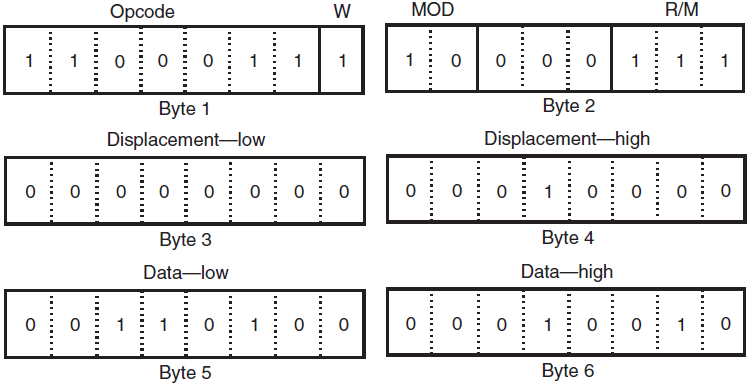 Opcode W MOD R/M
1 1 0 0 0 1 1 1 1 0 0 0 0 1 1 1
Byte 1 Byte 2
Displacement—low Displacement—high
0 0 0 0 0 0 0 0 0 0 0 1 0 0 0 0
Byte 3 Byte 4
Data—low Data—high
0 0 1 1 0 1 0 0 0 0 0 1 0 0 1 0
Byte 5 Byte 6